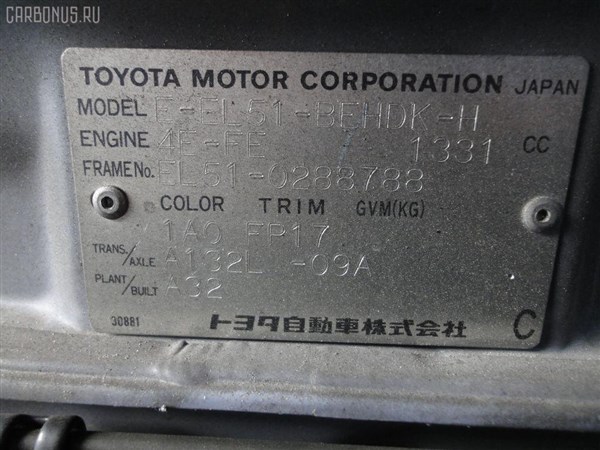 CARBONUS.RU
TOYOTA MOTOR CORPORATION JAPAN
MODEL E-EL51-BEHDK-H
ENGINE 4E-FE 1331 CC
FRAME No. EL51-0288788
COLOR TRIM GVM(KG)
1A0 FP17
TRANS/AXLE A132L -09A
PLANT/BUILT A32
30881 トヨタ自動車株式会社 C